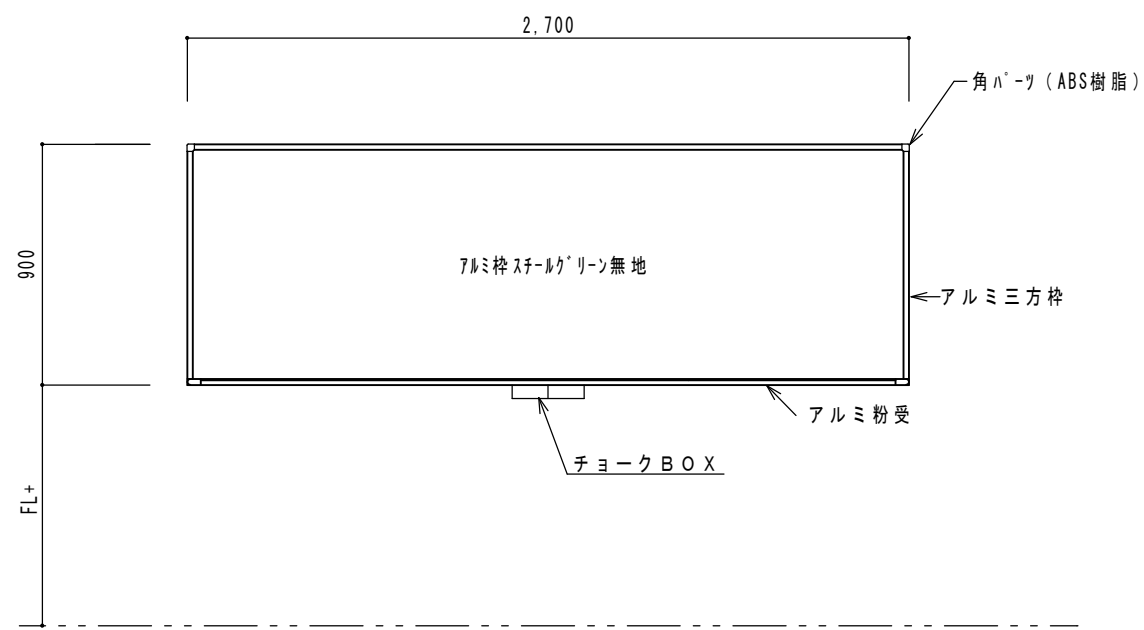 2,700
角ﾊﾟｰﾂ（ABS樹脂）
900
ｱﾙﾐ枠ｽﾁｰﾙｸﾞﾘｰﾝ無地
アルミ三方枠
アルミ粉受
チョークＢＯＸ
FL+